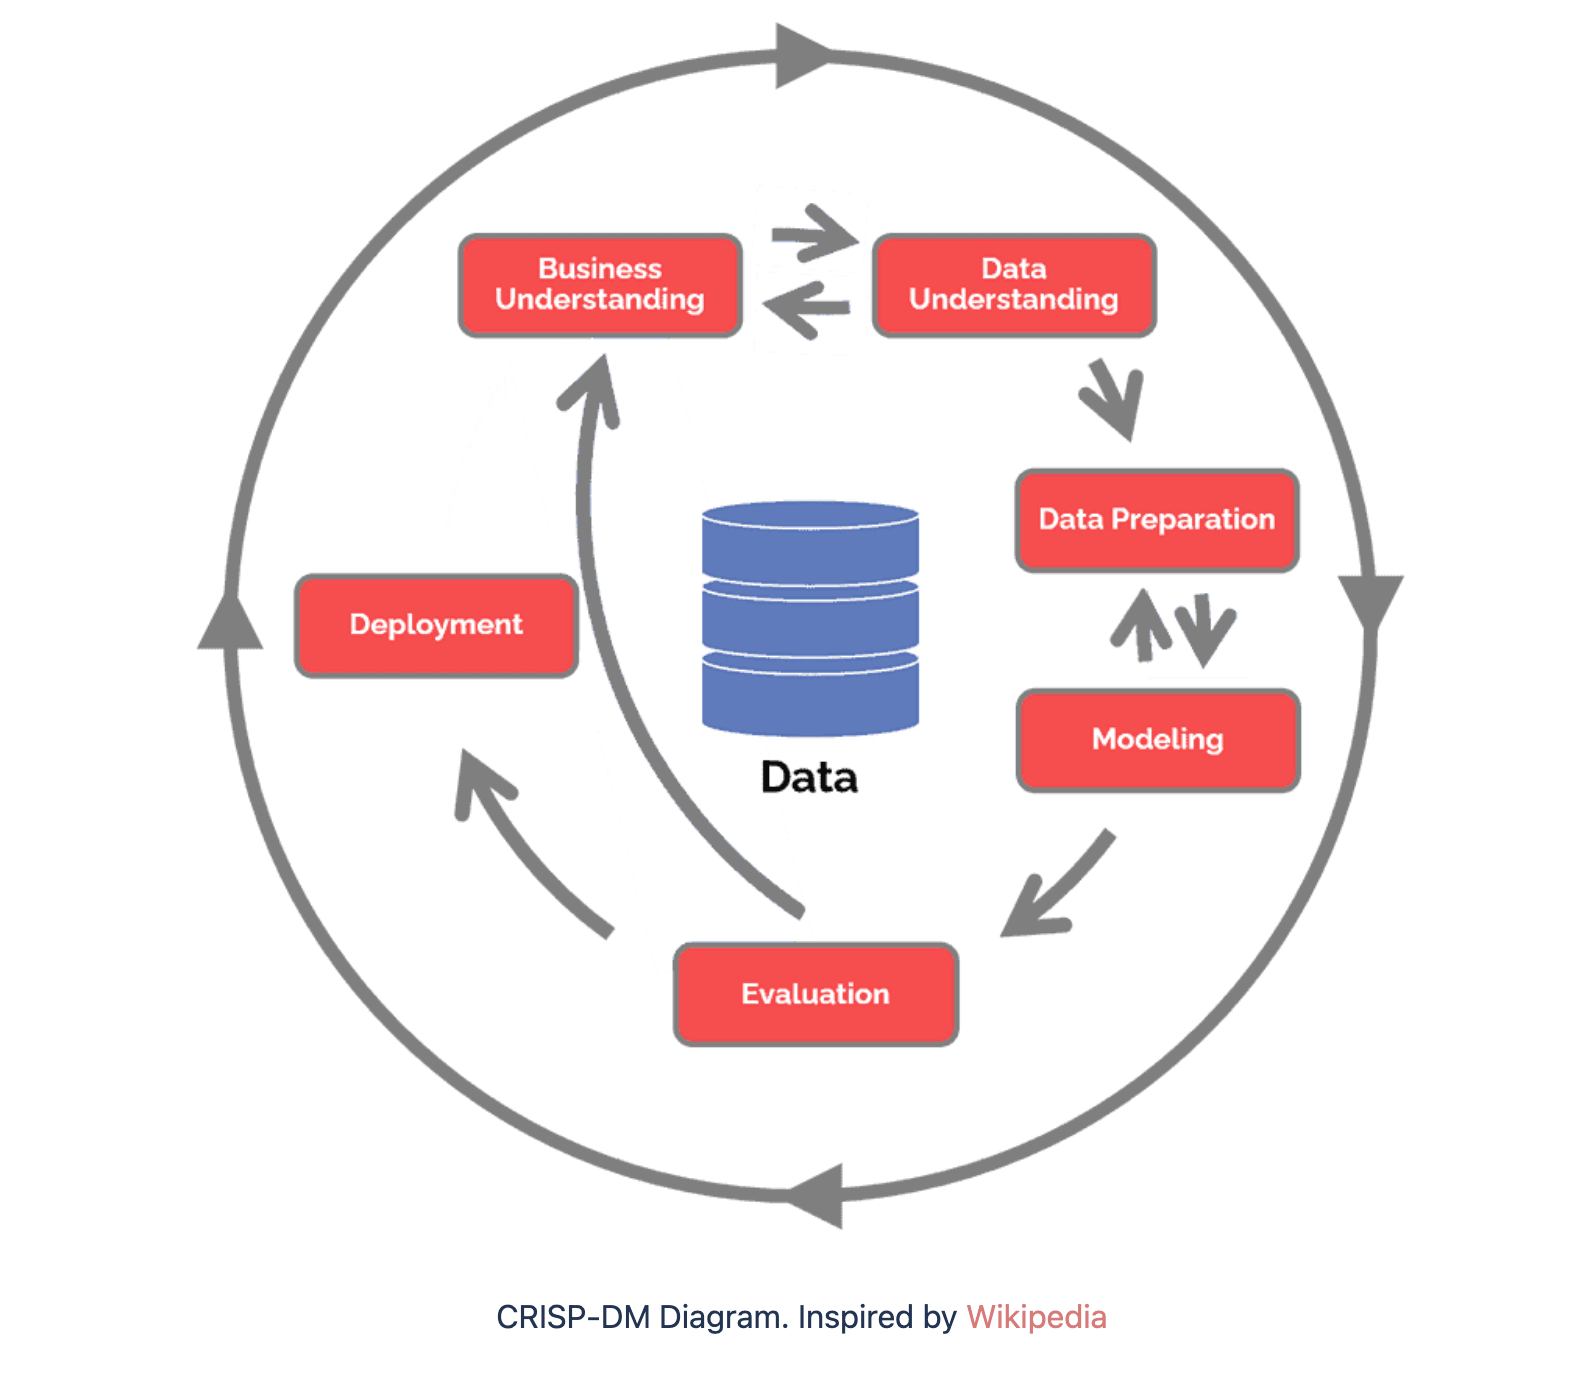 Business
Understanding
Data
Understanding
Data Preparation
Deployment
Modeling
Data
Evaluation
CRISP-DM Diagram. Inspired by Wikipedia